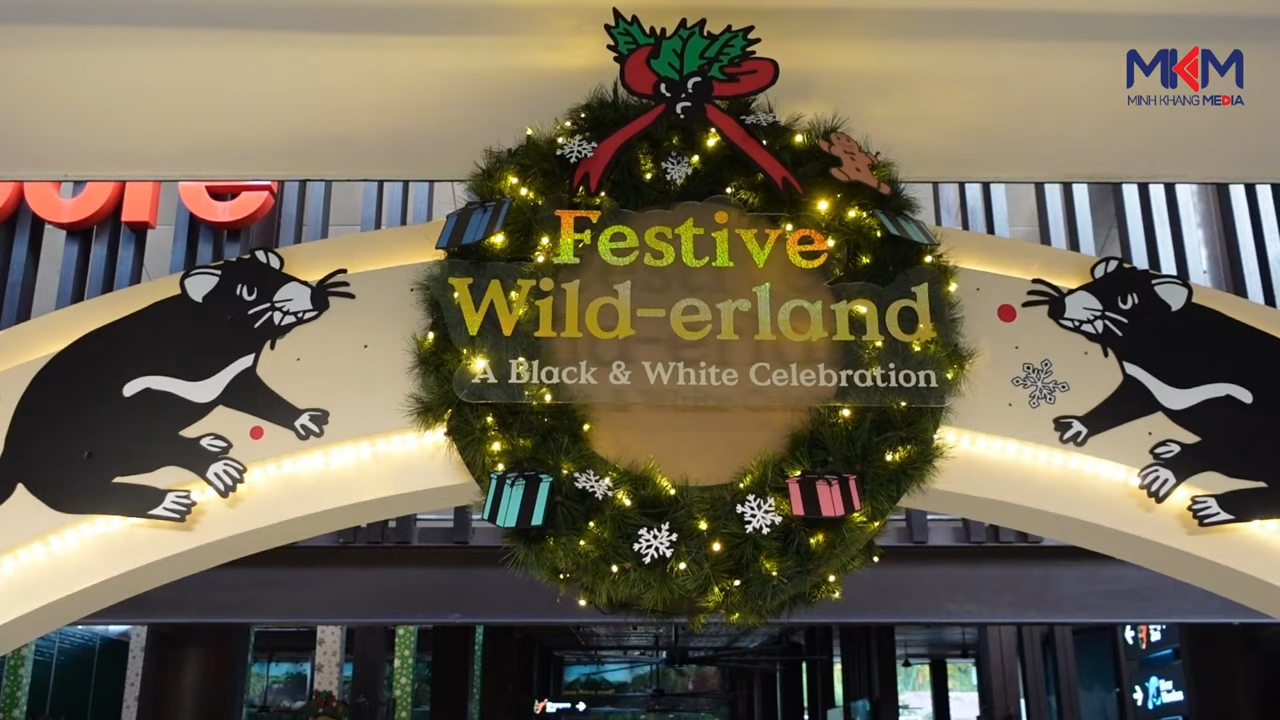 MKM
MINH KHANG MEDIA
Festive
Wild-erland
A Black & White Celebration